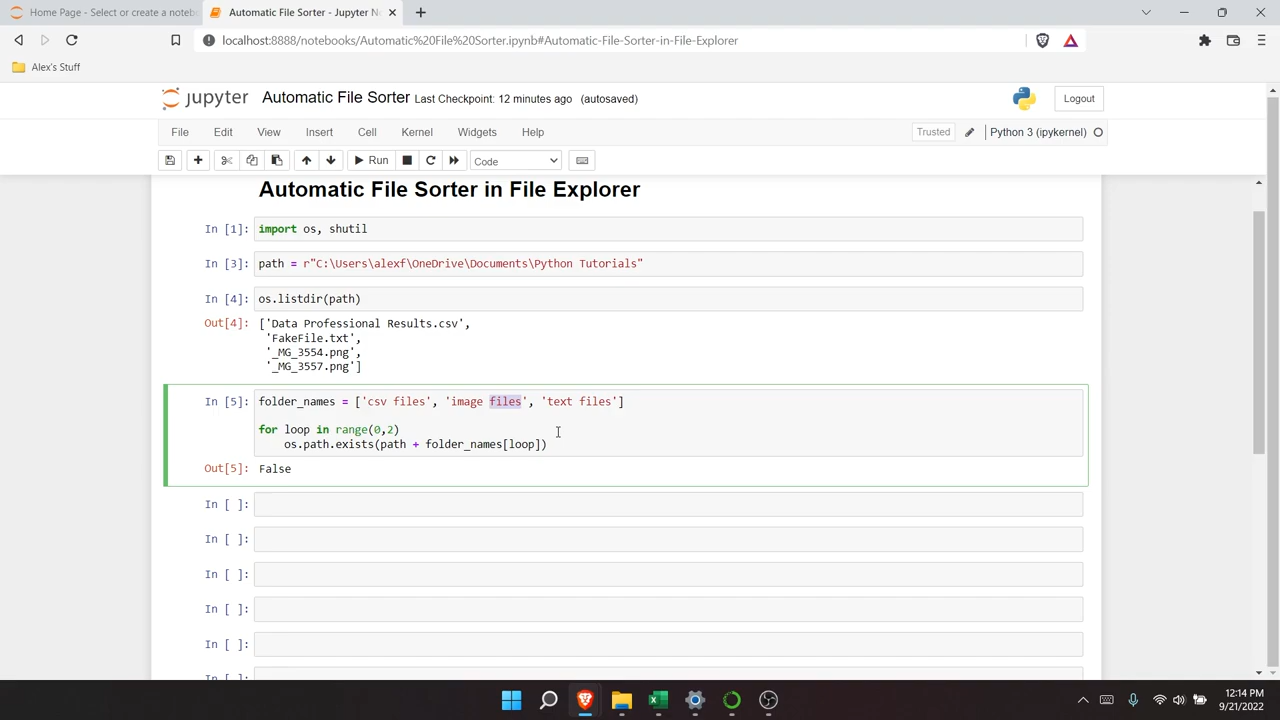 Home Page - Select or create a noteb
Automatic File Sorter - Jupyter N
localhost:8888/notebooks/Automatic%20File%20Sorter.ipynb#Automatic-File-Sorter-in-File-Explorer
Alex's Stuff
jupyter Automatic File Sorter Last Checkpoint: 12 minutes ago (autosaved)
Logout
File Edit View Insert Cell Kernel Widgets Help
Trusted Python 3 (ipykernel)
Run Code
Automatic File Sorter in File Explorer
In [1]: import os, shutil
In [3]: path = r"C:\Users\alexf\OneDrive\Documents\Python Tutorials"
In [4]: os.listdir(path)
Out[4]: ['Data Professional Results.csv',
'FakeFile.txt',
'_MG_3554.png',
'_MG_3557.png']
In [5]: folder_names = ['csv files', 'image files', 'text files']
for loop in range(0,2)
os.path.exists(path + folder_names[loop])
Out[5]: False
In [ ]:
In [ ]:
In [ ]:
In [ ]:
In [ ]:
In [ ]:
12:14 PM
9/21/2022